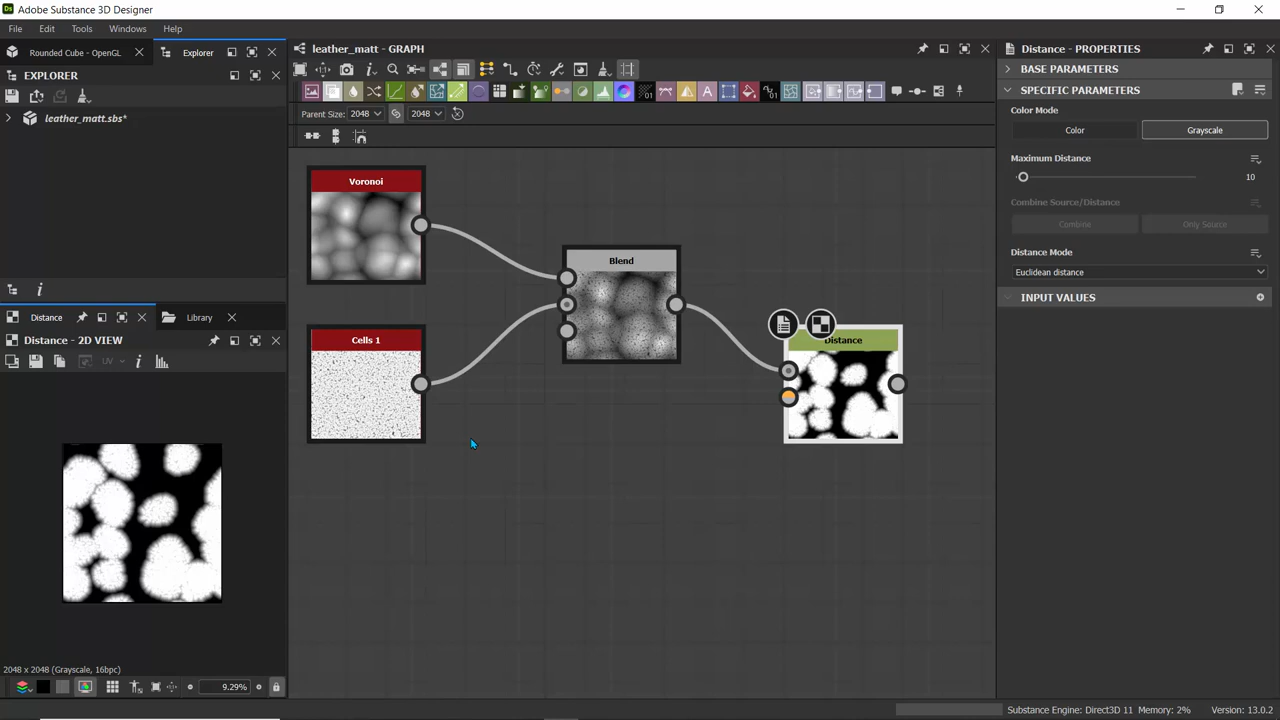 Ds Adobe Substance 3D Designer
File Edit Tools Windows Help
Rounded Cube - OpenGL
Explorer
leather_matt - GRAPH
Distance - PROPERTIES
EXPLORER
BASE PARAMETERS
SPECIFIC PARAMETERS
Color Mode
Parent Size: 2048 2048
leather_matt.sbs*
Color Grayscale
Maximum Distance
10
Voronoi
Combine Source/Distance
Combine Only Source
Distance Mode
Blend
Euclidean distance
INPUT VALUES
Distance
Library
Cells 1
Distance
Distance - 2D VIEW
UV
2048 x 2048 (Grayscale, 16bpc)
9.29%
Substance Engine: Direct3D 11 Memory: 2% Version: 13.0.2